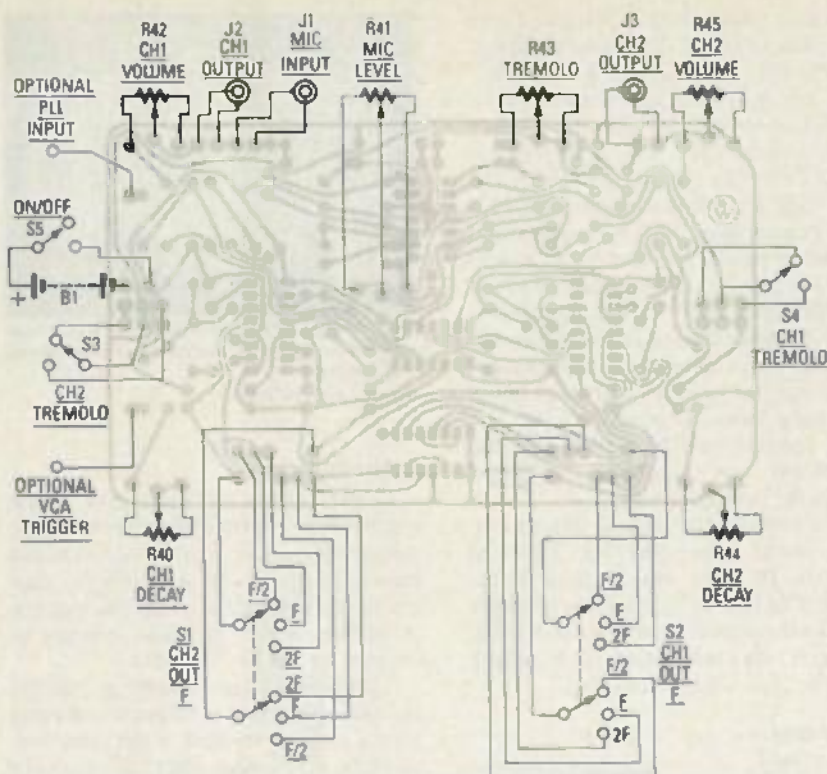 R42
CH1
VOLUME
J2
CH1
OUTPUT
J1
MIC
INPUT
R41
MIC
LEVEL
R43
TREMOLO
J3
CH2
OUTPUT
R45
CH2
VOLUME
OPTIONAL
PLL
INPUT
ON/OFF
S5
+
B1
S3
CH2
TREMOLO
S4
CH1
TREMOLO
OPTIONAL
VCA
TRIGGER
R40
CH1
DECAY
R44
CH2
DECAY
F/2
F
2F
S1
CH2
OUT
F
2F
F
F/2
F/2
F
2F
S2
CH1
OUT
F
F/2
F
2F